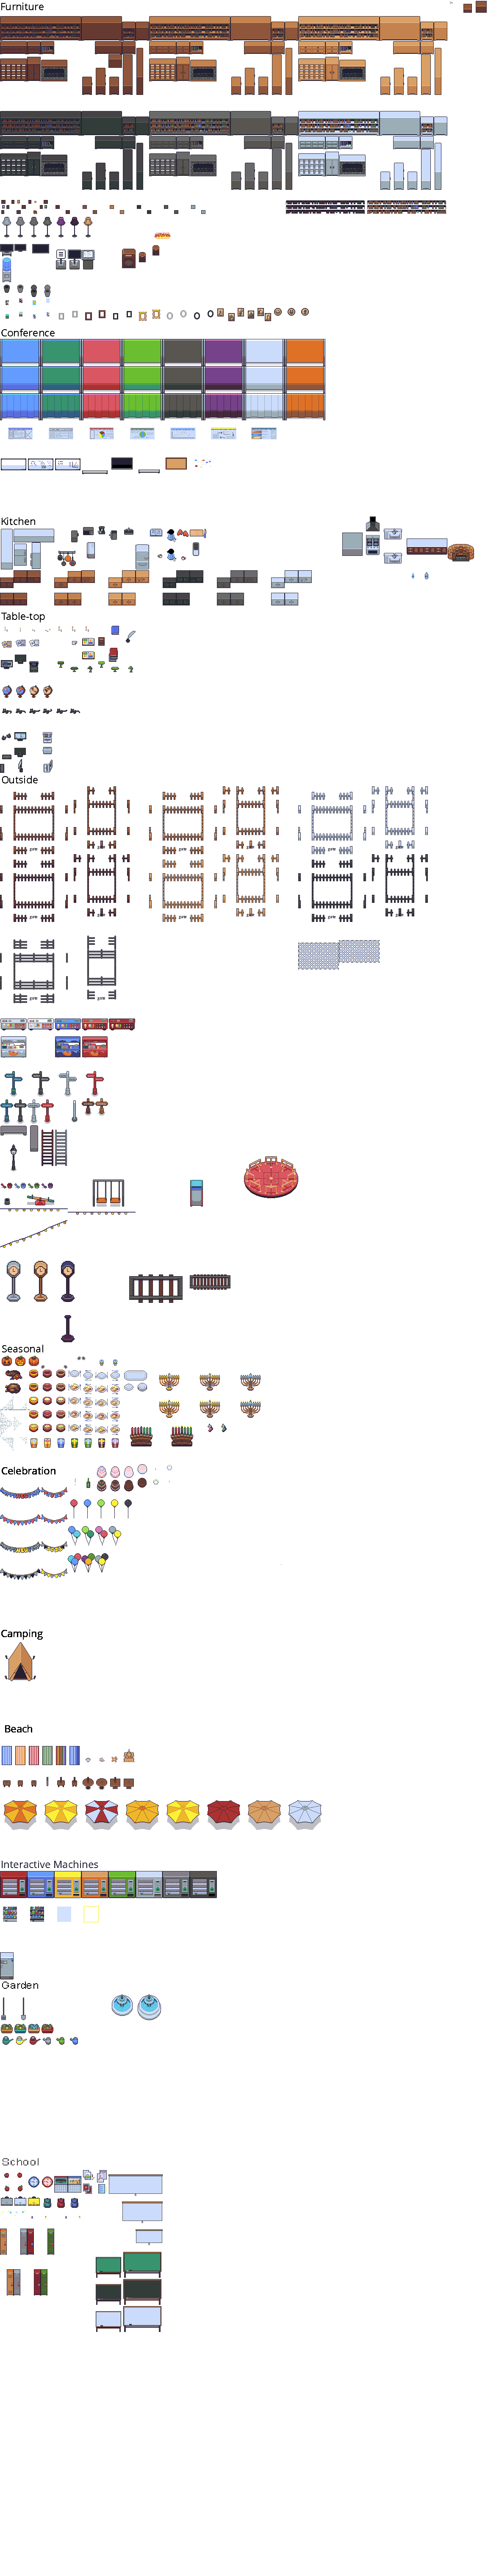 Furniture
Conference
Kitchen
Table-top
Outside
Seasonal
Celebration
Camping
Beach
Interactive Machines
Garden
School